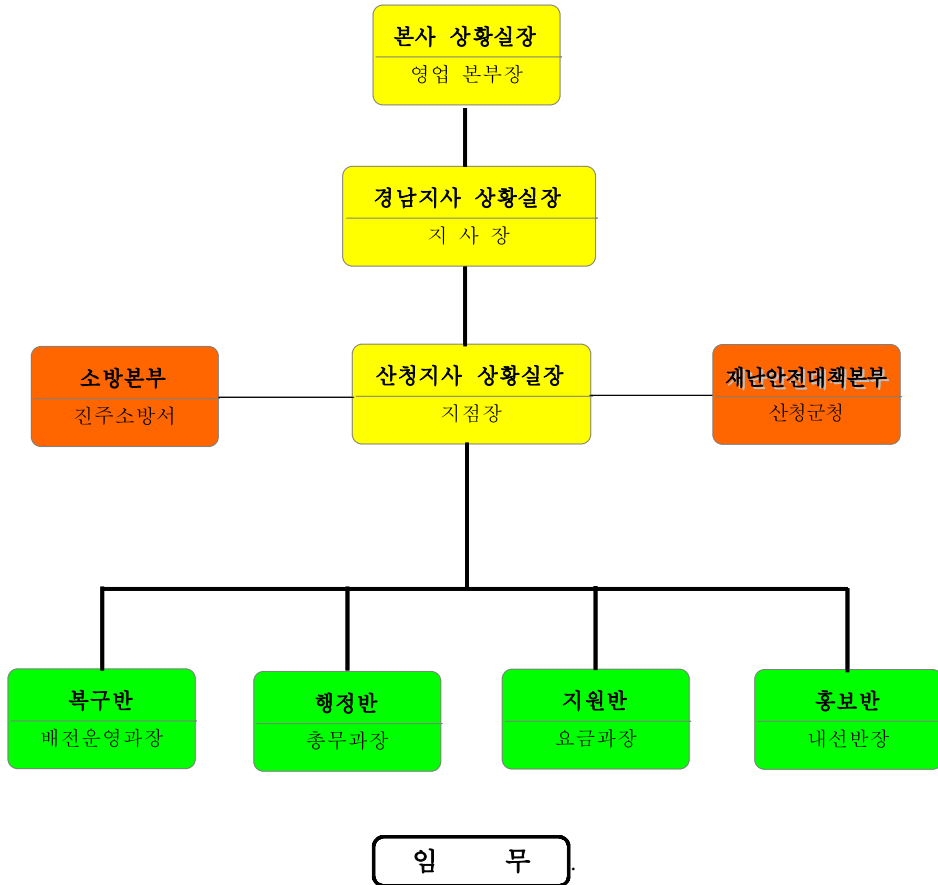 본사 상황실장
영업 본부장
경남지사 상황실장
지 사 장
소방본부
진주소방서
산청지사 상황실장
지점장
재난안전대책본부
산청군청
복구반
배전운영과장
행정반
총무과장
지원반
요금과장
홍보반
내선반장
임 무.